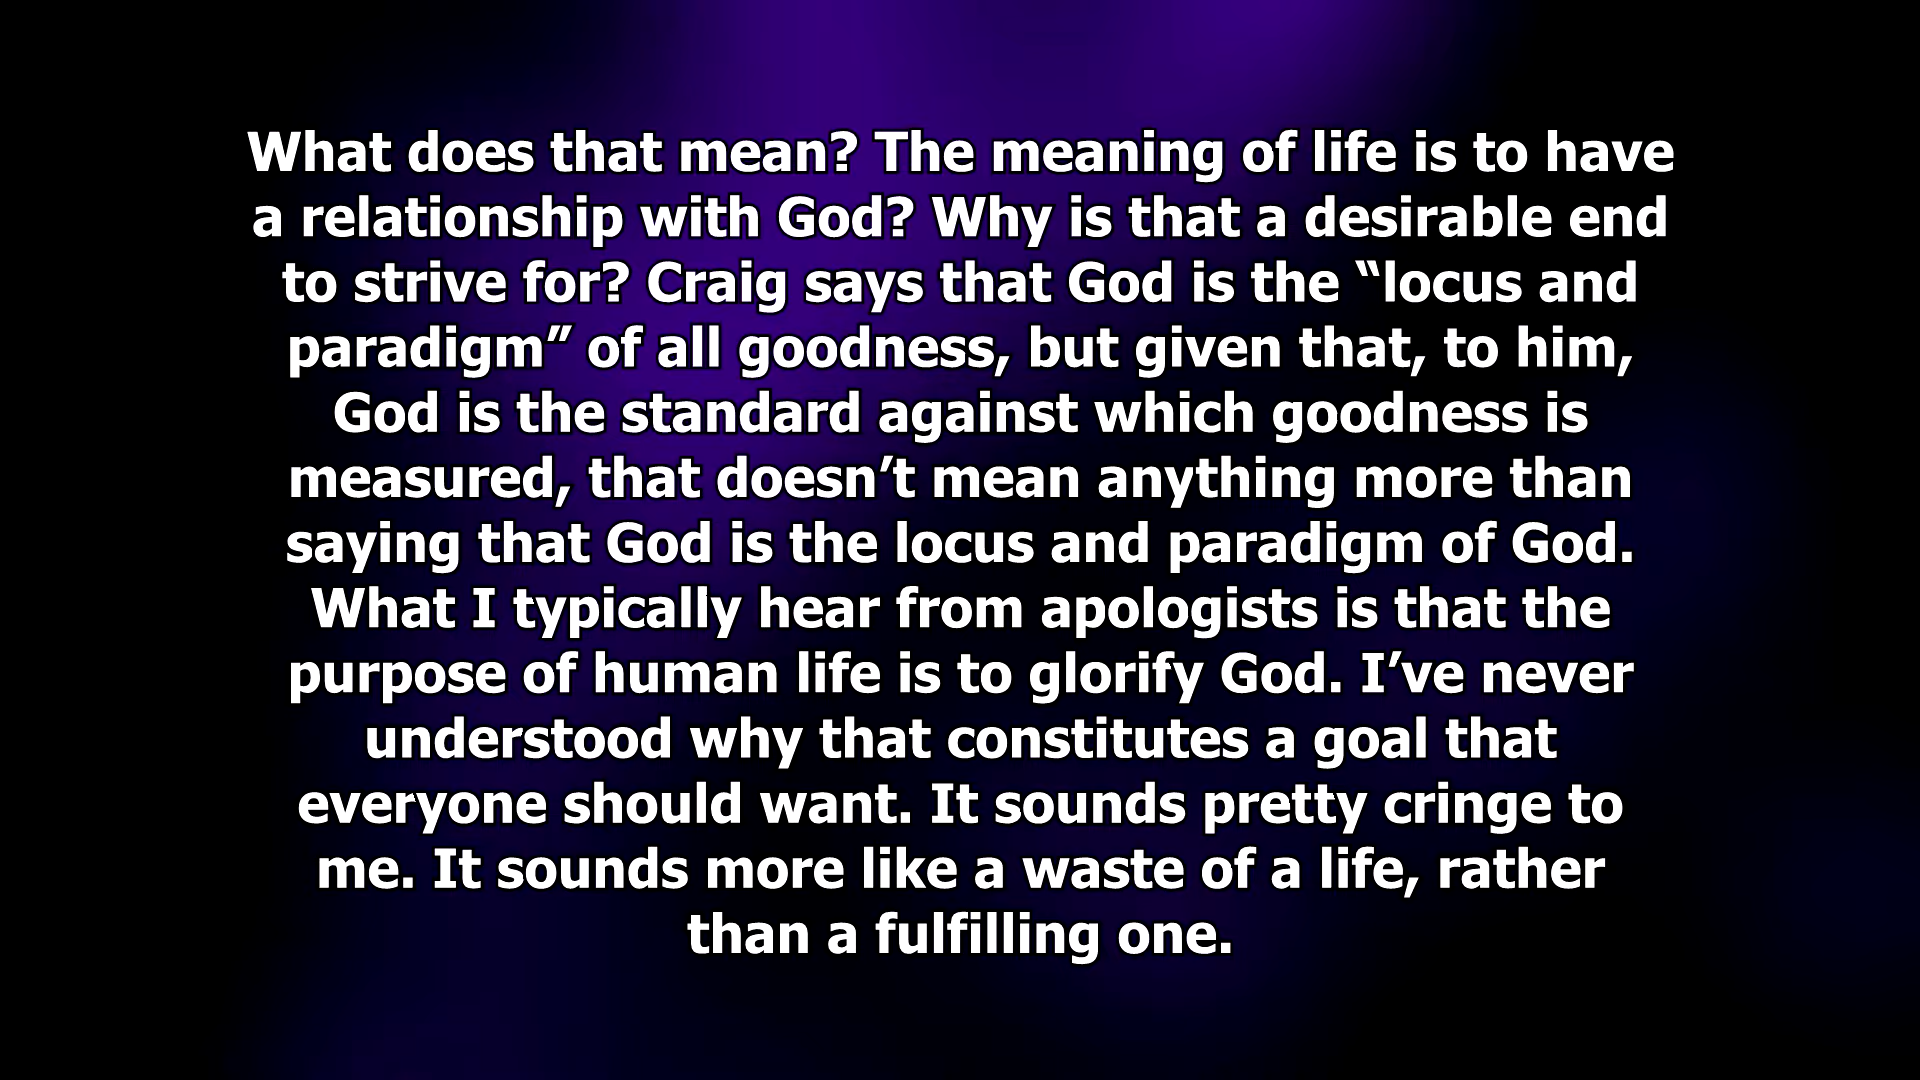 What does that mean? The meaning of life is to have
a relationship with God? Why is that a desirable end
to strive for? Craig says that God is the “locus and
paradigm” of all goodness, but given that, to him,
God is the standard against which goodness is
measured, that doesn’t mean anything more than
saying that God is the locus and paradigm of God.
What I typically hear from apologists is that the
purpose of human life is to glorify God. I’ve never
understood why that constitutes a goal that
everyone should want. It sounds pretty cringe to
me. It sounds more like a waste of a life, rather
than a fulfilling one.